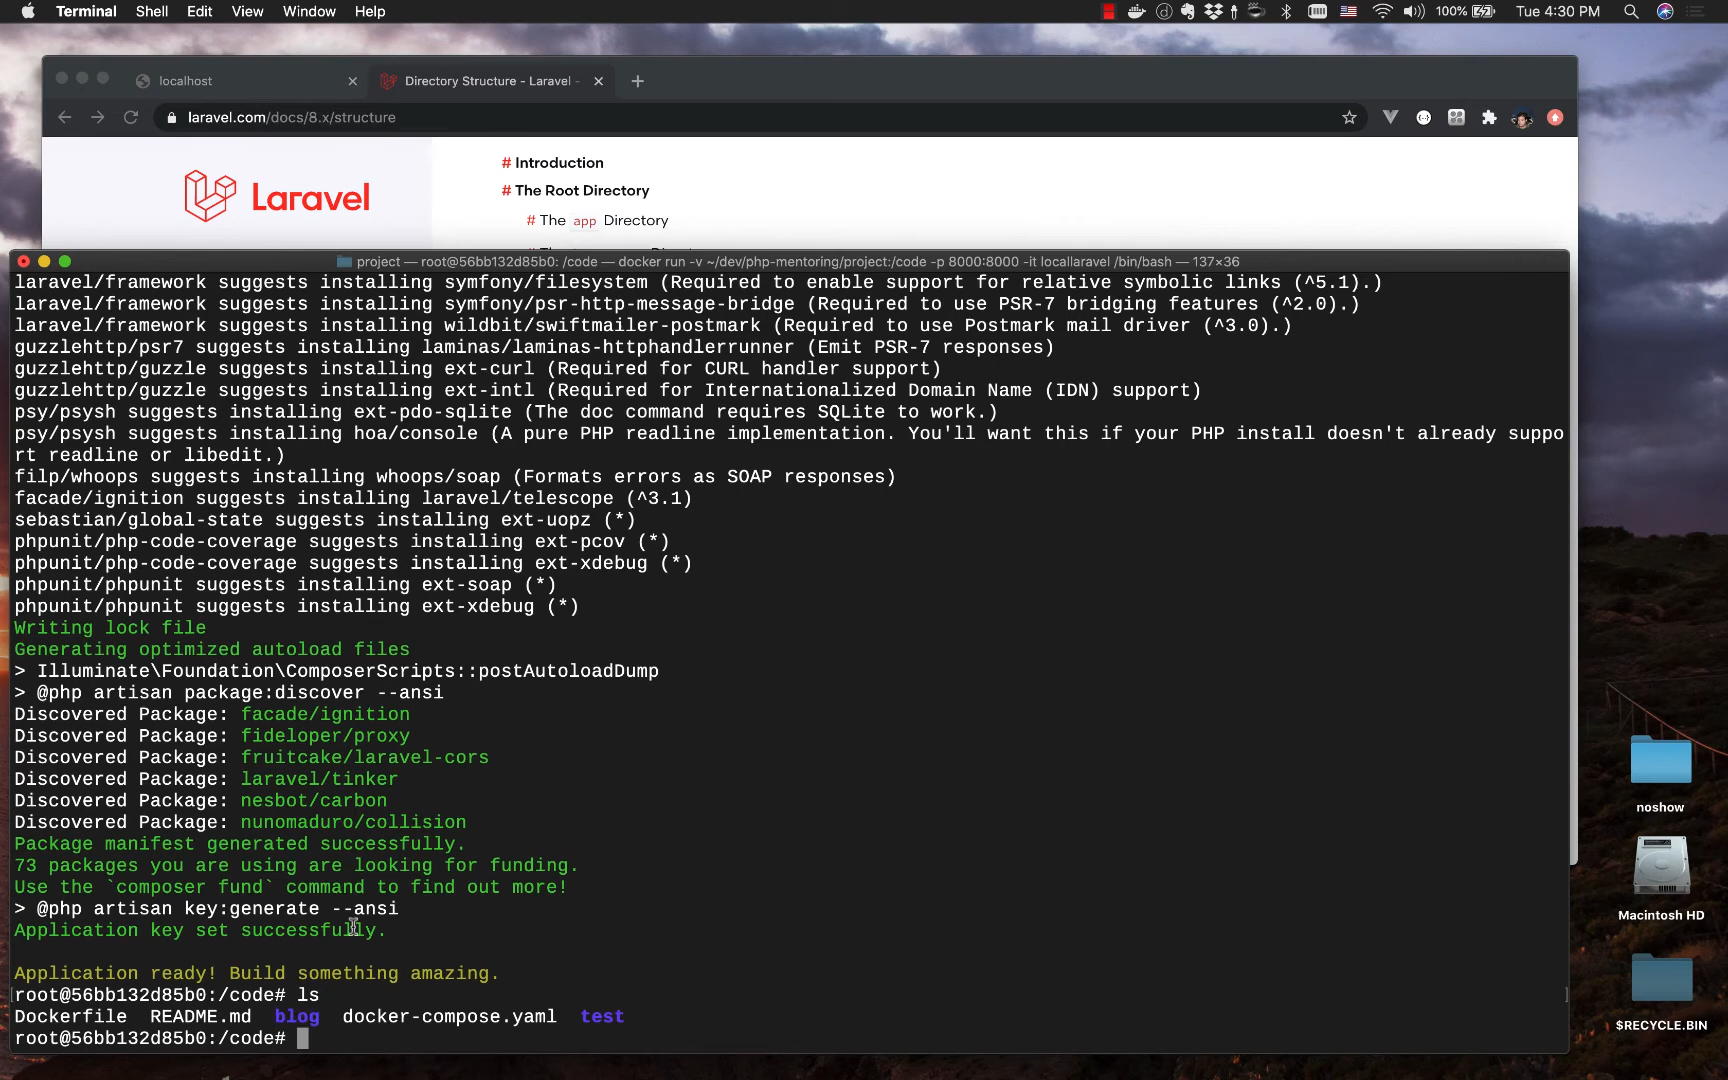 Terminal Shell Edit View Window Help 100% Tue 4:30 PM
localhost
Directory Structure - Laravel -
laravel.com/docs/8.x/structure
Laravel
# Introduction
# The Root Directory
# The app Directory
project — root@56bb132d85b0: /code — docker run -v ~/dev/php-mentoring/project:/code -p 8000:8000 -it locallaravel /bin/bash — 137×36
laravel/framework suggests installing symfony/filesystem (Required to enable support for relative symbolic links (^5.1).)
laravel/framework suggests installing symfony/psr-http-message-bridge (Required to use PSR-7 bridging features (^2.0).)
laravel/framework suggests installing wildbit/swiftmailer-postmark (Required to use Postmark mail driver (^3.0).)
guzzlehttp/psr7 suggests installing laminas/laminas-httphandlerrunner (Emit PSR-7 responses)
guzzlehttp/guzzle suggests installing ext-curl (Required for CURL handler support)
guzzlehttp/guzzle suggests installing ext-intl (Required for Internationalized Domain Name (IDN) support)
psy/psysh suggests installing ext-pdo-sqlite (The doc command requires SQLite to work.)
psy/psysh suggests installing hoa/console (A pure PHP readline implementation. You'll want this if your PHP install doesn't already suppo
rt readline or libedit.)
filp/whoops suggests installing whoops/soap (Formats errors as SOAP responses)
facade/ignition suggests installing laravel/telescope (^3.1)
sebastian/global-state suggests installing ext-uopz (*)
phpunit/php-code-coverage suggests installing ext-pcov (*)
phpunit/php-code-coverage suggests installing ext-xdebug (*)
phpunit/phpunit suggests installing ext-soap (*)
phpunit/phpunit suggests installing ext-xdebug (*)
Writing lock file
Generating optimized autoload files
> Illuminate\Foundation\ComposerScripts::postAutoloadDump
> @php artisan package:discover --ansi
Discovered Package: facade/ignition
Discovered Package: fideloper/proxy
Discovered Package: fruitcake/laravel-cors
Discovered Package: laravel/tinker
Discovered Package: nesbot/carbon
Discovered Package: nunomaduro/collision
Package manifest generated successfully.
73 packages you are using are looking for funding.
Use the `composer fund` command to find out more!
> @php artisan key:generate --ansi
Application key set successfully.
Application ready! Build something amazing.
[root@56bb132d85b0:/code# ls ]
Dockerfile README.md blog docker-compose.yaml test
root@56bb132d85b0:/code#
noshow
Macintosh HD
$RECYCLE.BIN